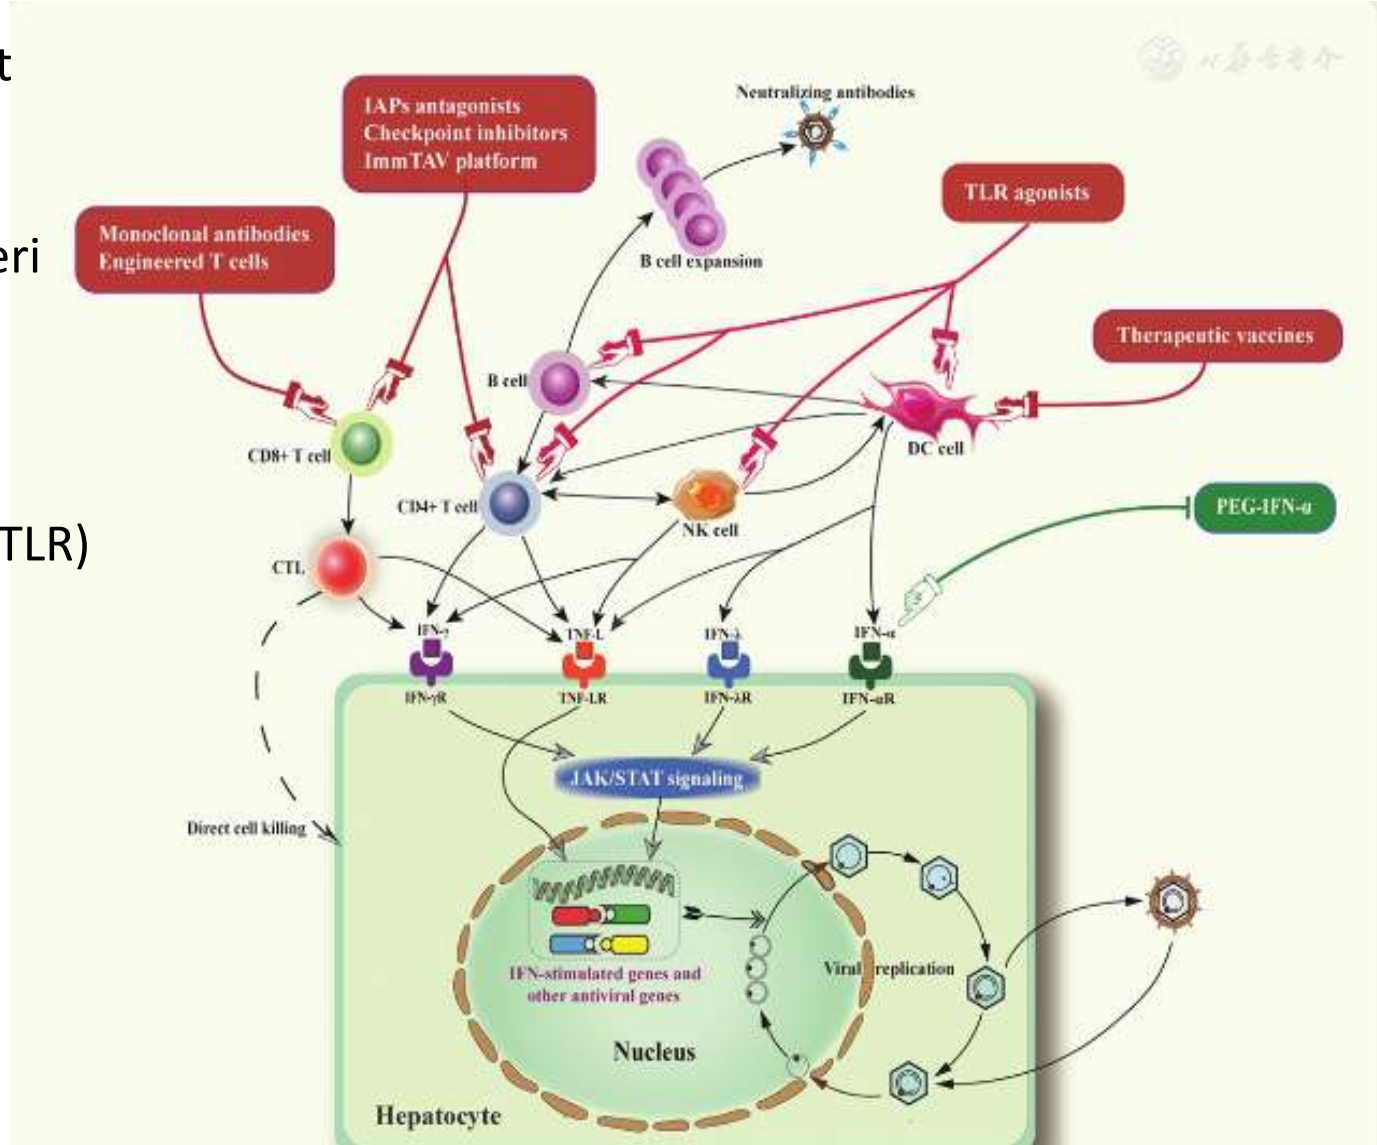 t
eri
TLR)
Neutralizing antibodies
IAPs antagonists
Checkpoint inhibitors
ImmTAV platform
TLR agonists
Monoclonal antibodies
Engineered T cells
B cell expansion
Therapeutic vaccines
B cell
DC cell
CD8+ T cell
CD4+ T cell
NK cell
PEG-IFN-α
CTL
IFN-γ
TNF-L
IFN-λ
IFN-α
IFN-γR
TNF-LR
IFN-λR
IFN-αR
JAK/STAT signaling
Direct cell killing
IFN-stimulated genes and
other antiviral genes
Viral replication
Nucleus
Hepatocyte